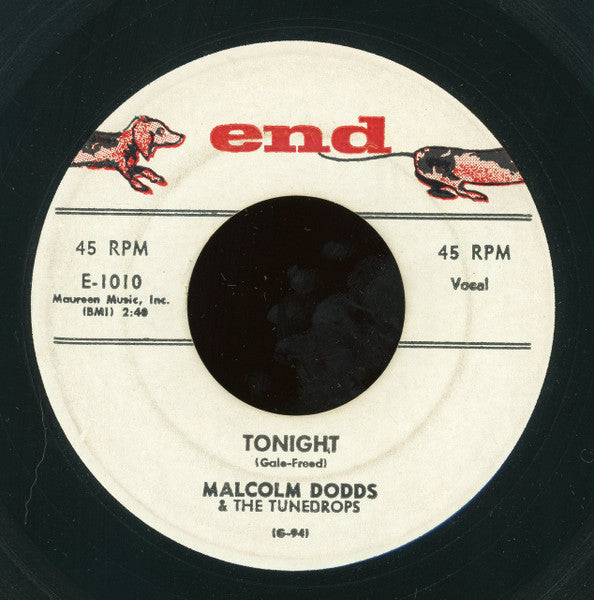 end
45 RPM
E-1010
Maureen Music, Inc.
(BMI) 2:40
45 RPM
Vocal
TONIGHT
(Gale-Freed)
MALCOLM DODDS
& THE TUNEDROPS
(G-94)